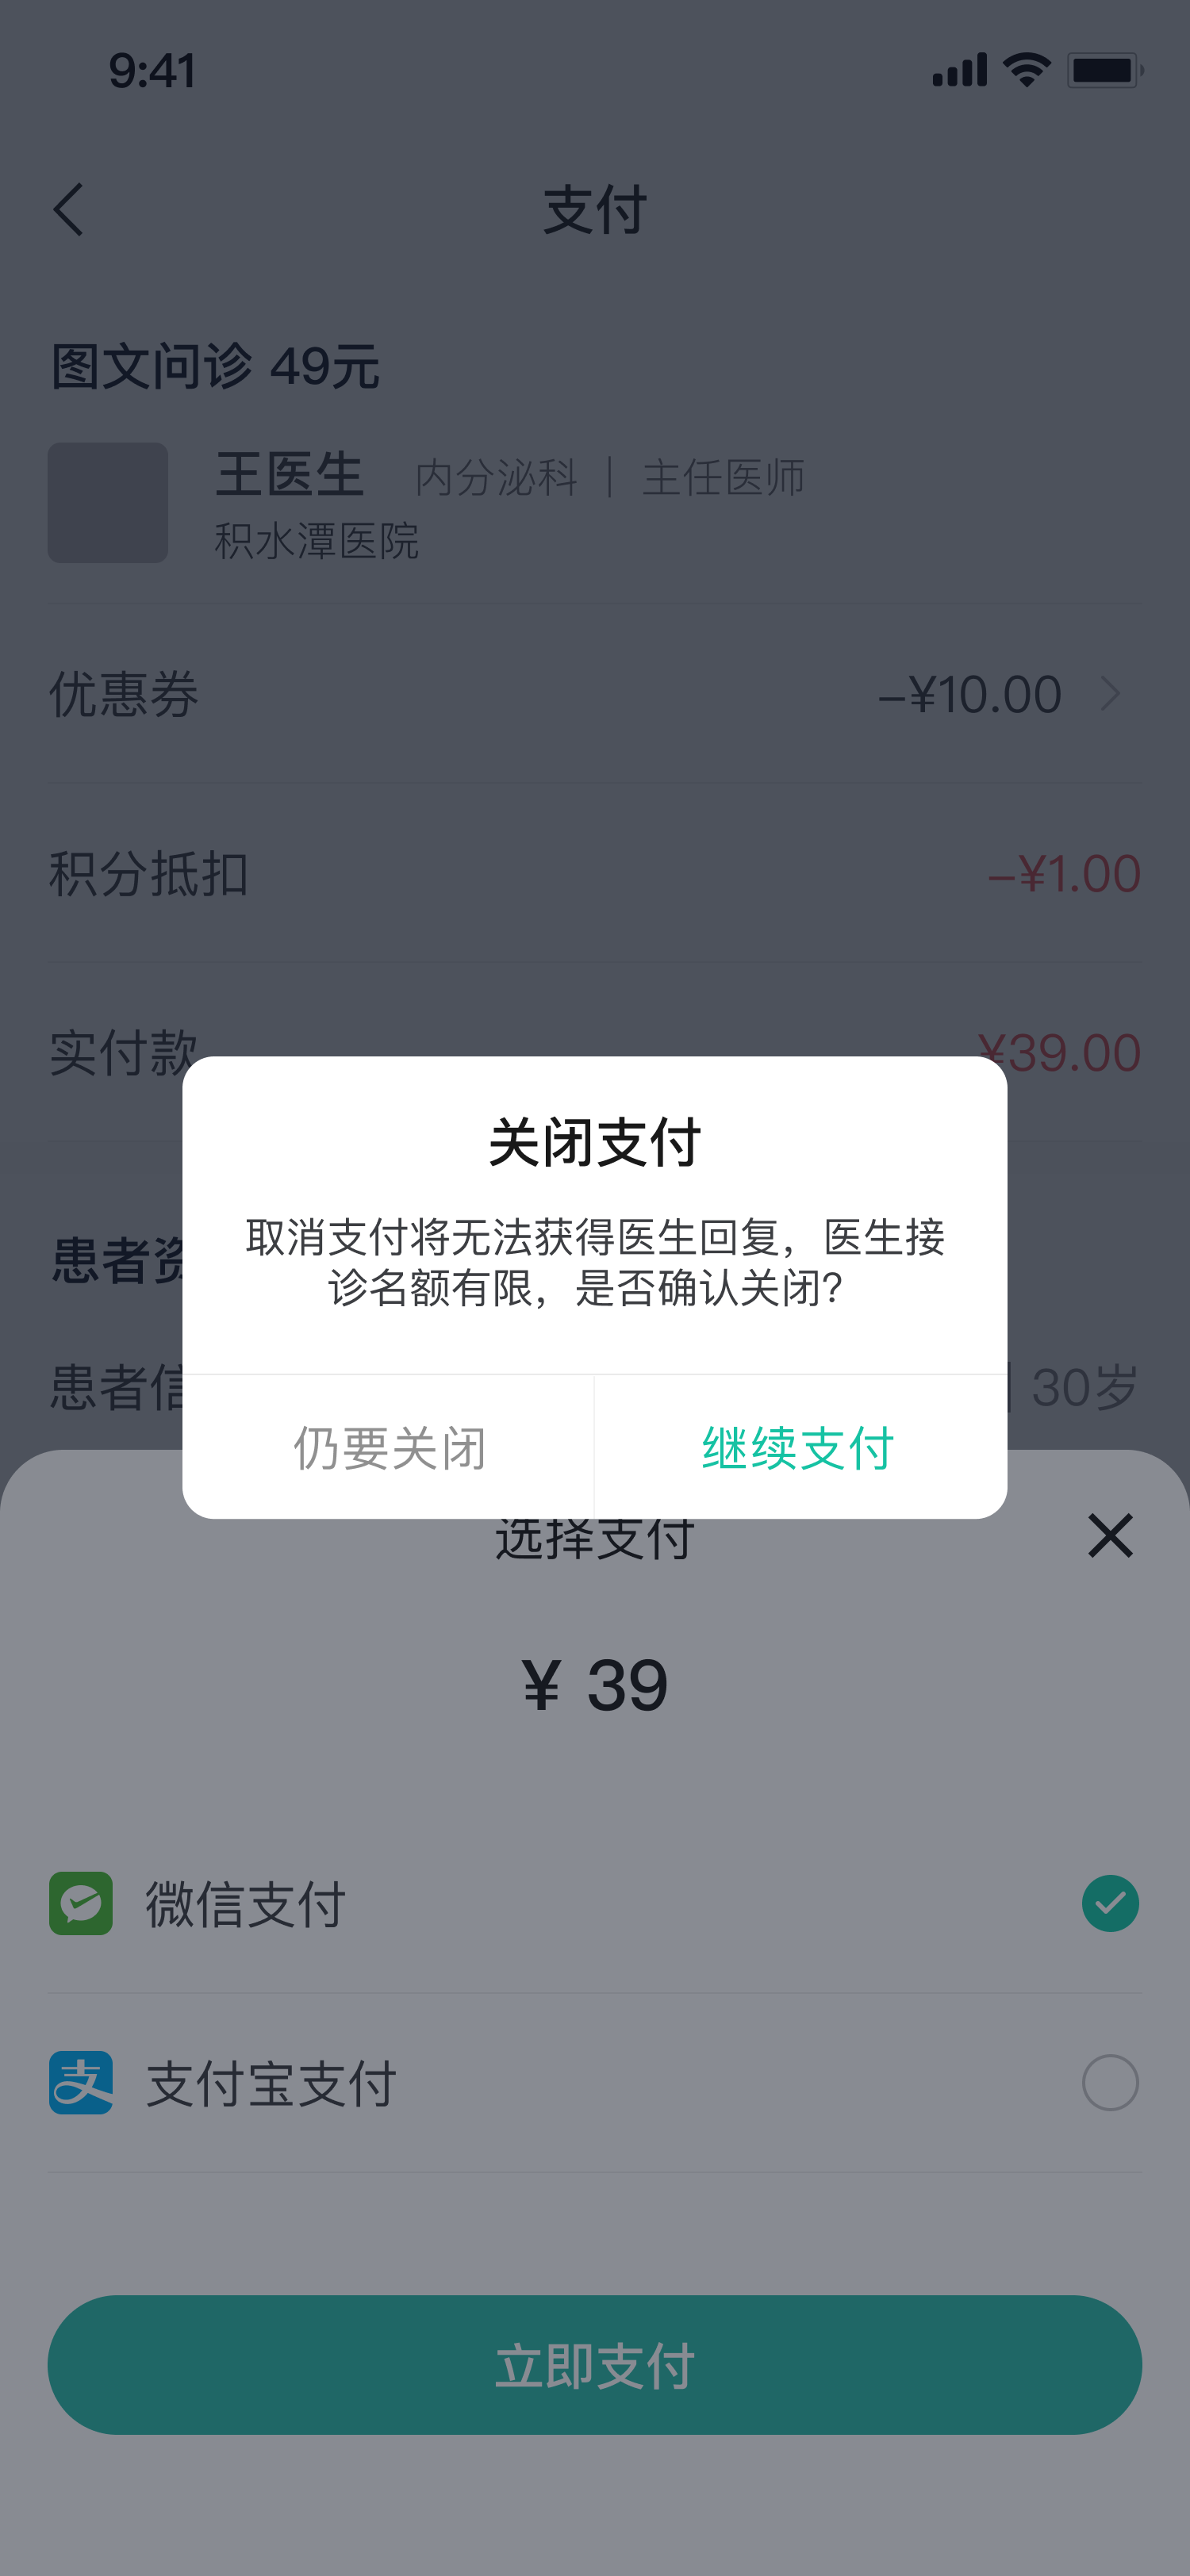 9:41
支付
图文问诊 49元
王医生 内分泌科 | 主任医师
积水潭医院
优惠券 -¥10.00
积分抵扣 -¥1.00
实付款 ¥39.00
关闭支付
取消支付将无法获得医生回复，医生接
诊名额有限，是否确认关闭?
患者资
患者信 | 30岁
仍要关闭 继续支付
选择支付
¥ 39
微信支付
支 支付宝支付
立即支付